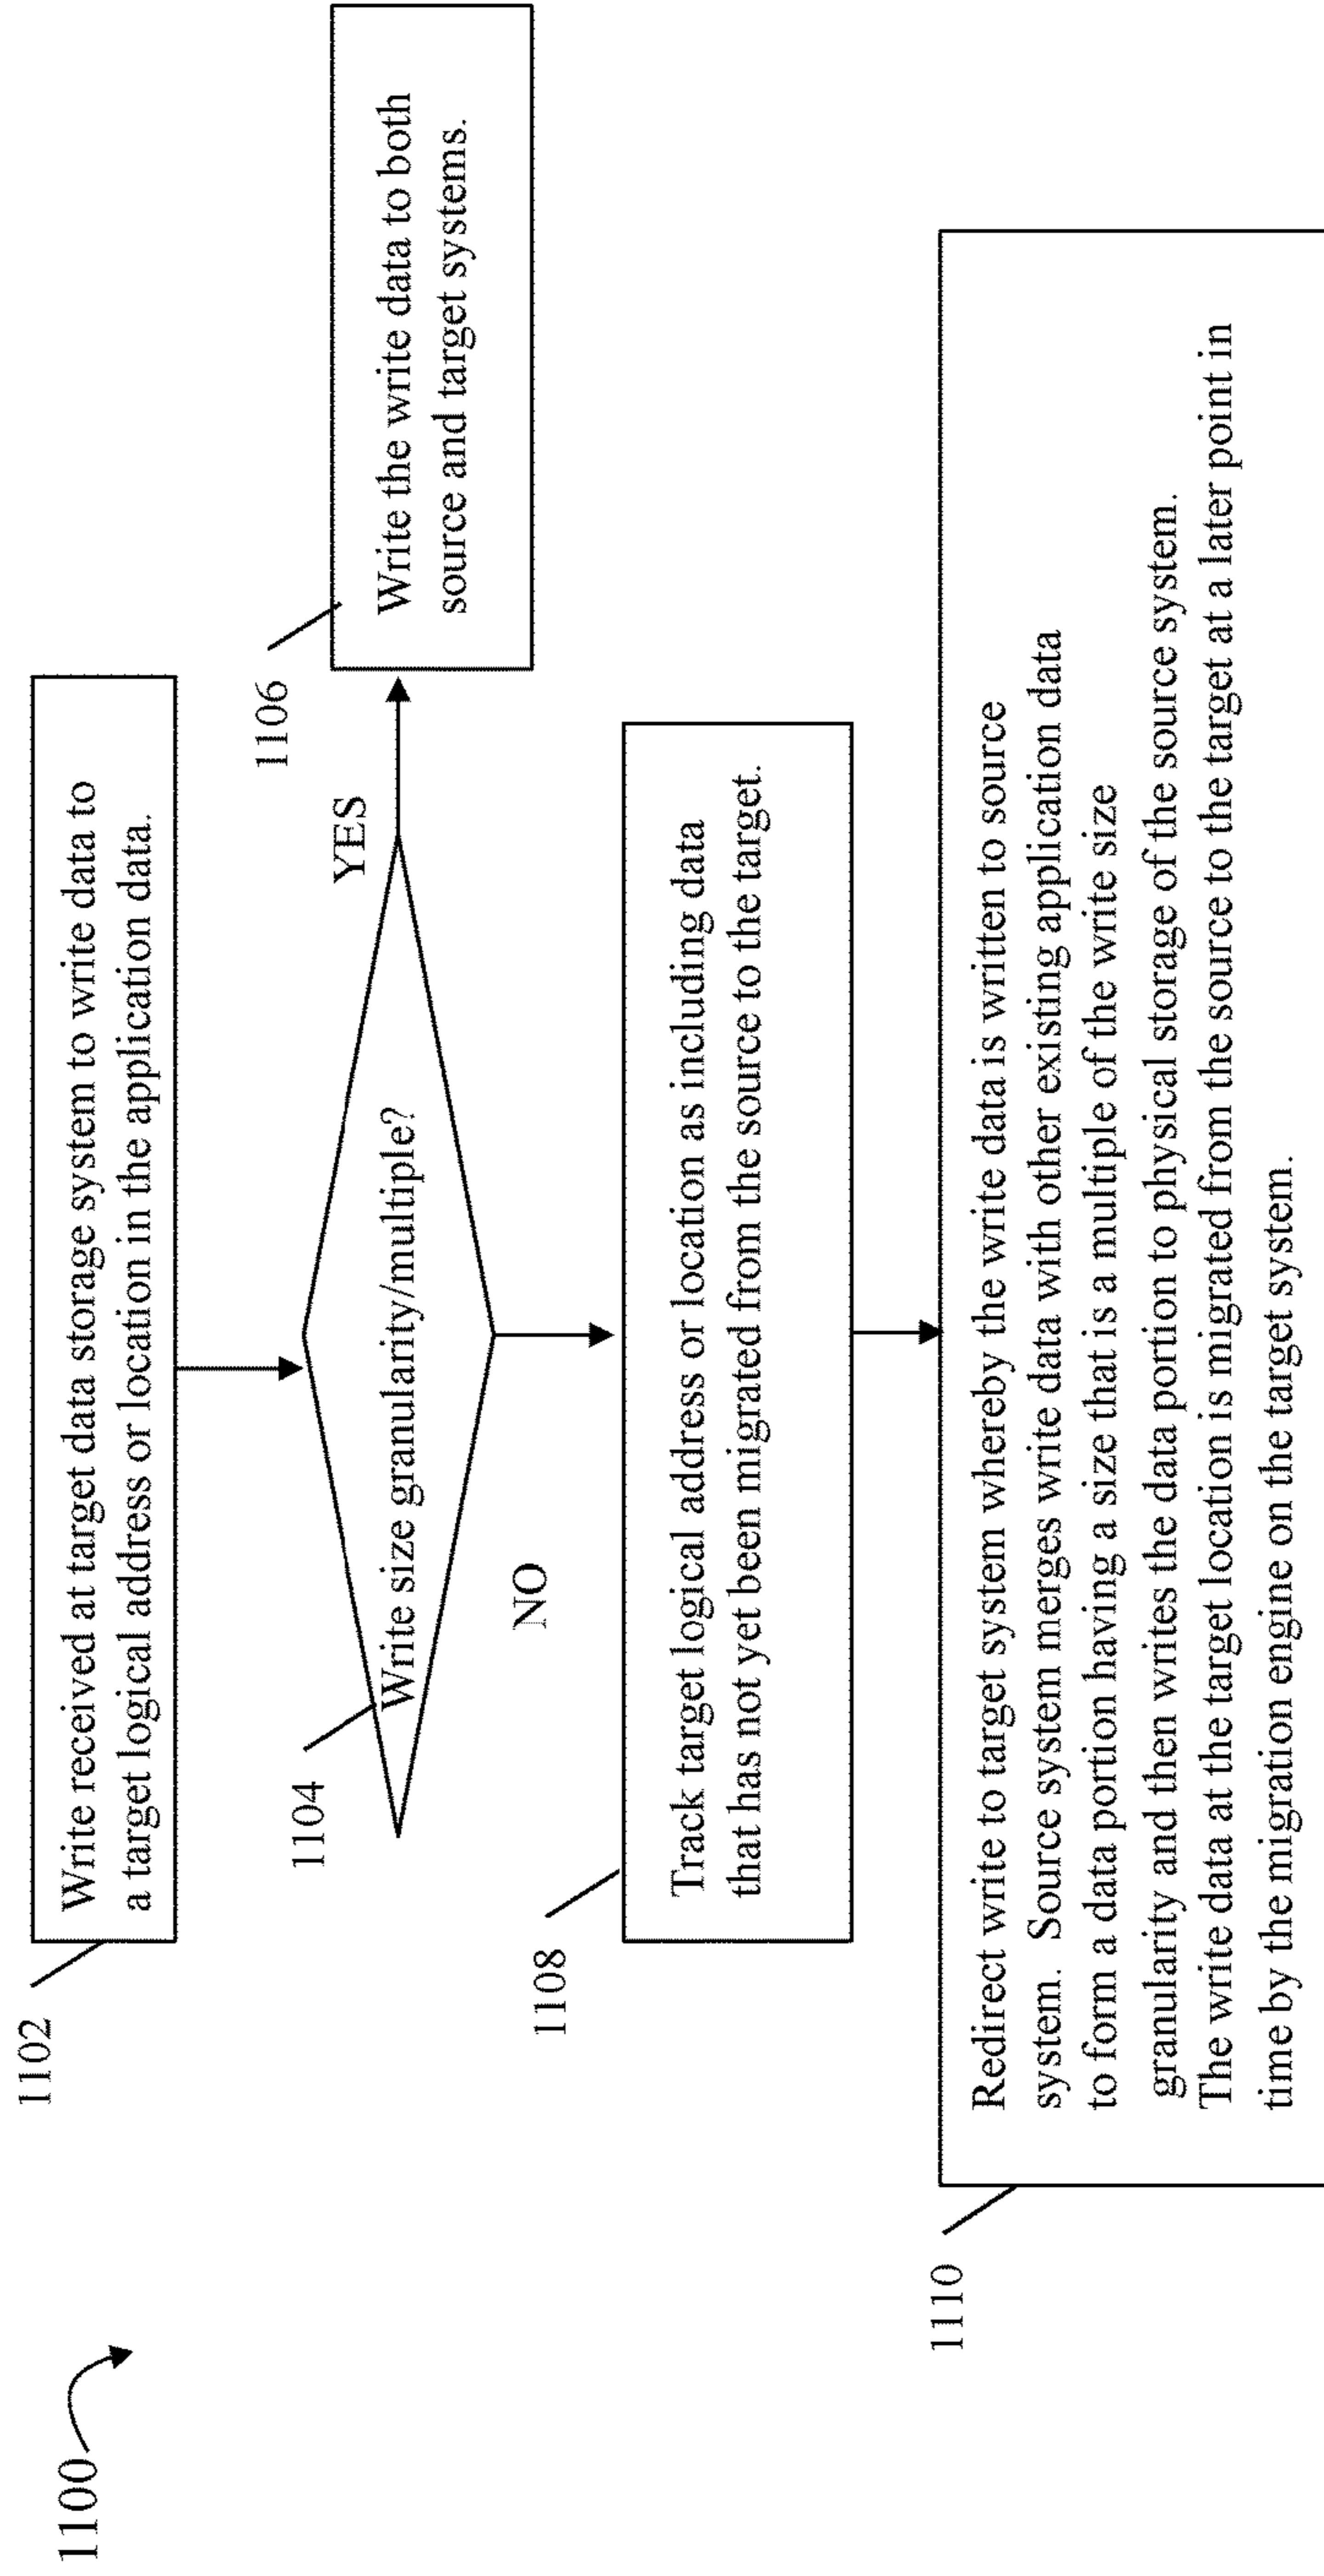 1100
1102
Write received at target data storage system to write data to
a target logical address or location in the application data.
1104
Write size granularity/multiple?
YES
1106
Write the write data to both
source and target systems.
NO
1108
Track target logical address or location as including data
that has not yet been migrated from the source to the target.
1110
Redirect write to target system whereby the write data is written to source
system. Source system merges write data with other existing application data
to form a data portion having a size that is a multiple of the write size
granularity and then writes the data portion to physical storage of the source system.
The write data at the target location is migrated from the source to the target at a later point in
time by the migration engine on the target system.